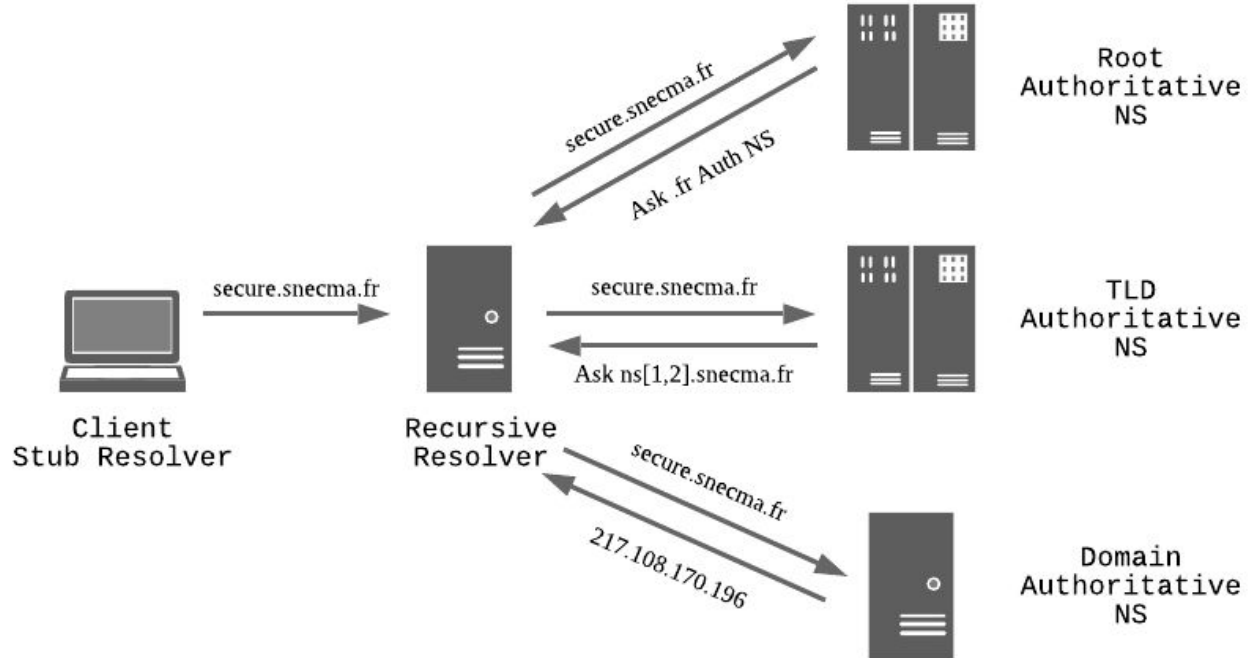 secure.snecma.fr
Root
Authoritative
NS
Ask .fr Auth NS
secure.snecma.fr
secure.snecma.fr
TLD
Authoritative
NS
Ask ns[1,2].snecma.fr
Client
Stub Resolver
Recursive
Resolver
secure.snecma.fr
217.108.170.196
Domain
Authoritative
NS